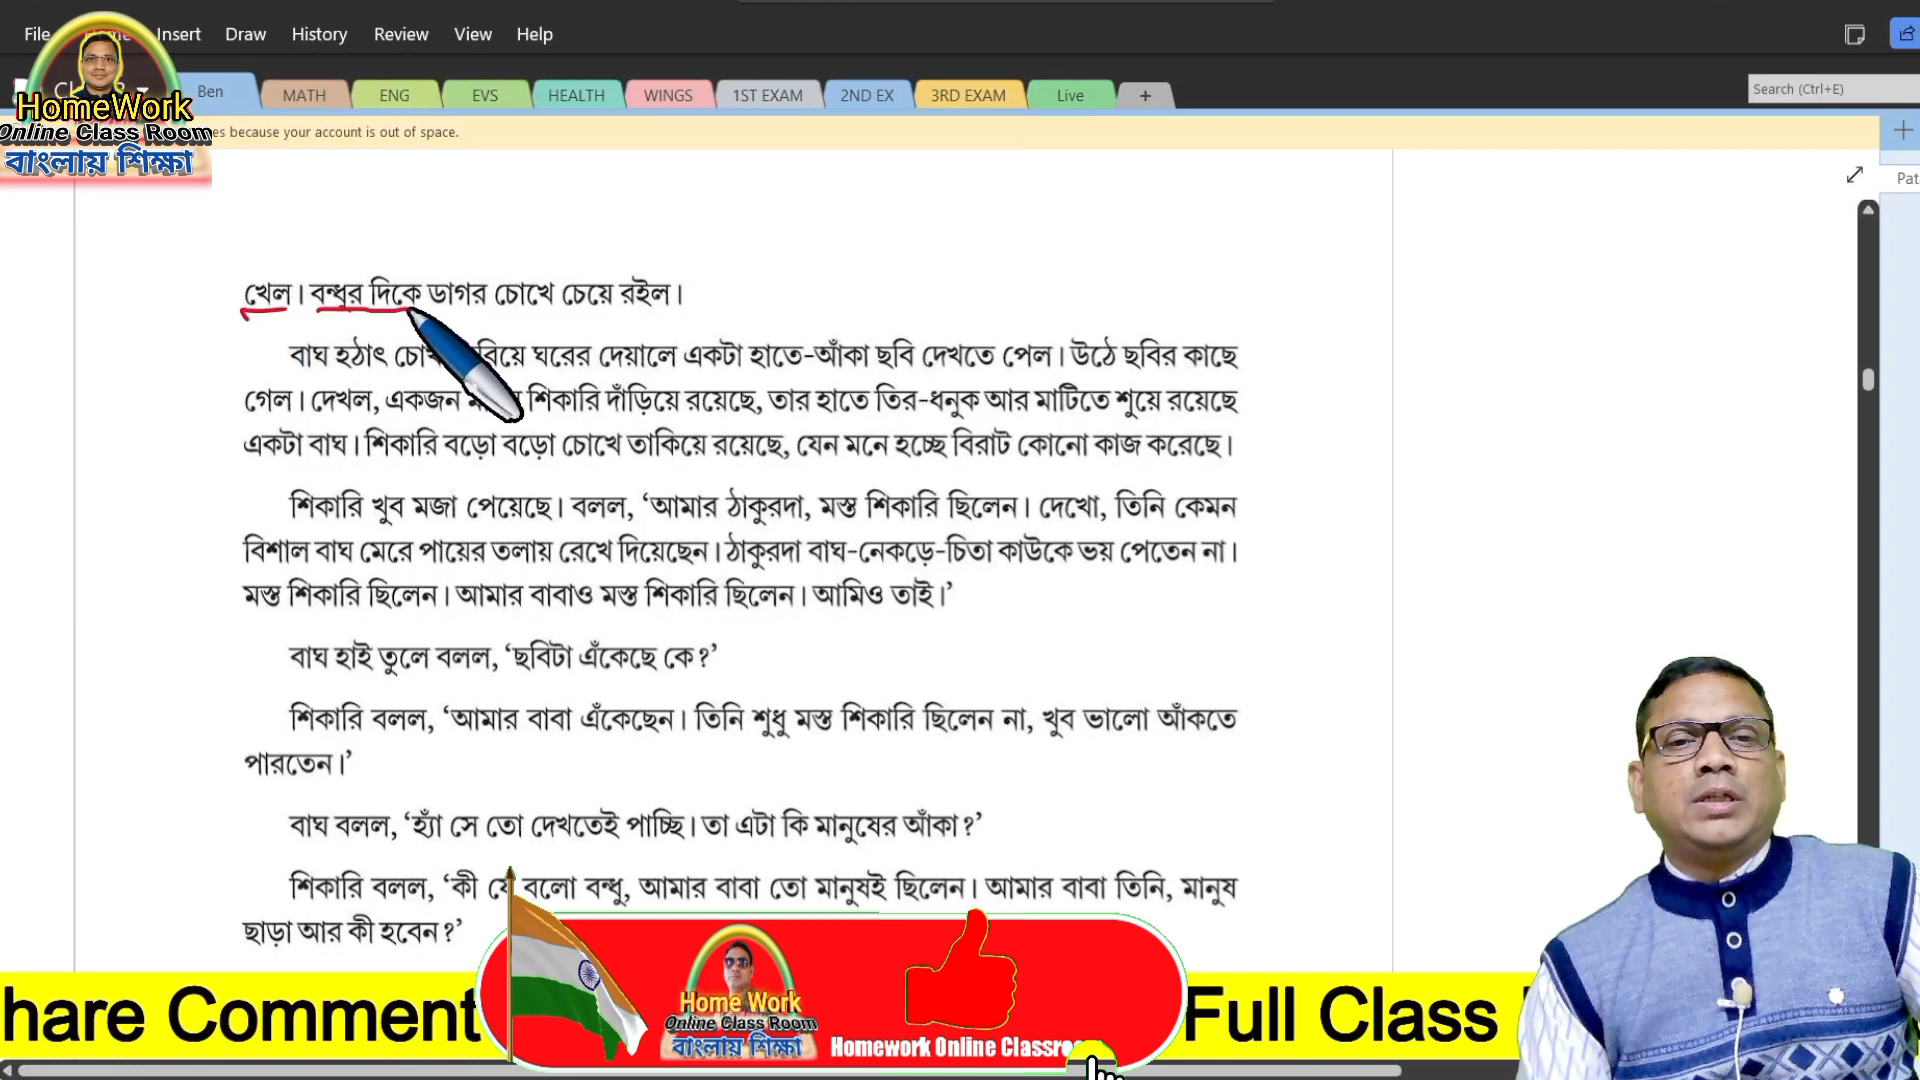 File Insert Draw History Review View Help
Ben MATH ENG EVS HEALTH WINGS 1ST EXAM 2ND EX 3RD EXAM Live +
Search (Ctrl+E)
HomeWork
Online Class Room
বাংলায় শিক্ষা
es because your account is out of space.
Pat
খেল। বন্ধুর দিকে ডাগর চোখে চেয়ে রইল।
বাঘ হঠাৎ ঘরের দেয়ালে একটা হাতে-আঁকা ছবি দেখতে পেল। উঠে ছবির কাছে
গেল। দেখল, একজন শিকারি দাঁড়িয়ে রয়েছে, তার হাতে তির-ধনুক আর মাটিতে শুয়ে রয়েছে
একটা বাঘ। শিকারি বড়ো বড়ো চোখে তাকিয়ে রয়েছে, যেন মনে হচ্ছে বিরাট কোনো কাজ করেছে।
শিকারি খুব মজা পেয়েছে। বলল, ‘আমার ঠাকুরদা, মস্ত শিকারি ছিলেন। দেখো, তিনি কেমন
বিশাল বাঘ মেরে পায়ের তলায় রেখে দিয়েছেন। ঠাকুরদা বাঘ-নেকড়ে-চিতা কাউকে ভয় পেতেন না।
মস্ত শিকারি ছিলেন। আমার বাবাও মস্ত শিকারি ছিলেন। আমিও তাই।’
বাঘ হাই তুলে বলল, ‘ছবিটা এঁকেছে কে?’
শিকারি বলল, ‘আমার বাবা এঁকেছেন। তিনি শুধু মস্ত শিকারি ছিলেন না, খুব ভালো আঁকতে
পারতেন।’
বাঘ বলল, ‘হ্যাঁ সে তো দেখতেই পাচ্ছি। তা এটা কি মানুষের আঁকা?’
শিকারি বলল, ‘কী যে বলো বন্ধু, আমার বাবা তো মানুষই ছিলেন। আমার বাবা তিনি, মানুষ
ছাড়া আর কী হবেন?’
hare Comment
Home Work
Online Class Room
বাংলায় শিক্ষা
Homework Online Classro
Full Class